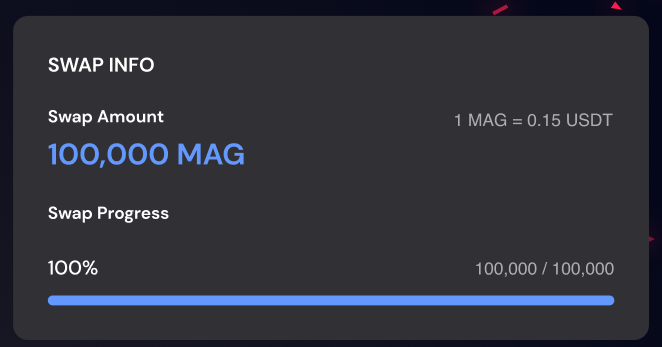 SWAP INFO
Swap Amount
1 MAG = 0.15 USDT
100,000 MAG
Swap Progress
100%
100,000 / 100,000